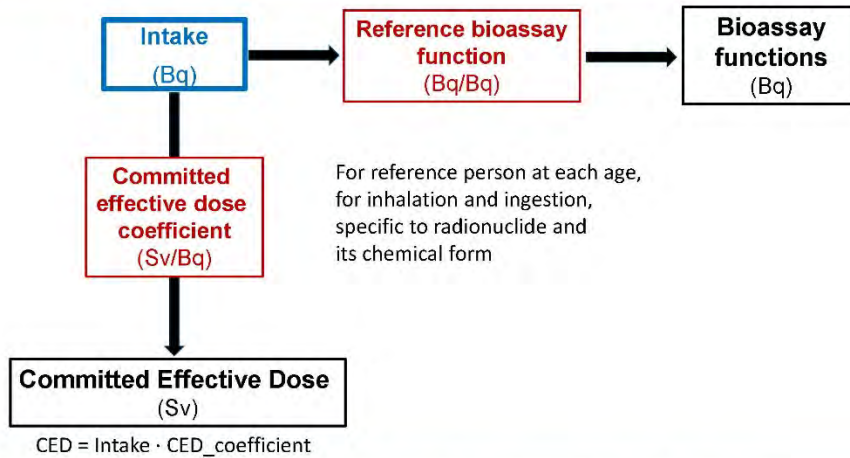 Intake
(Bq)
Reference bioassay
function
(Bq/Bq)
Bioassay
functions
(Bq)
Committed
effective dose
coefficient
(Sv/Bq)
For reference person at each age,
for inhalation and ingestion,
specific to radionuclide and
its chemical form
Committed Effective Dose
(Sv)
CED = Intake · CED_coefficient